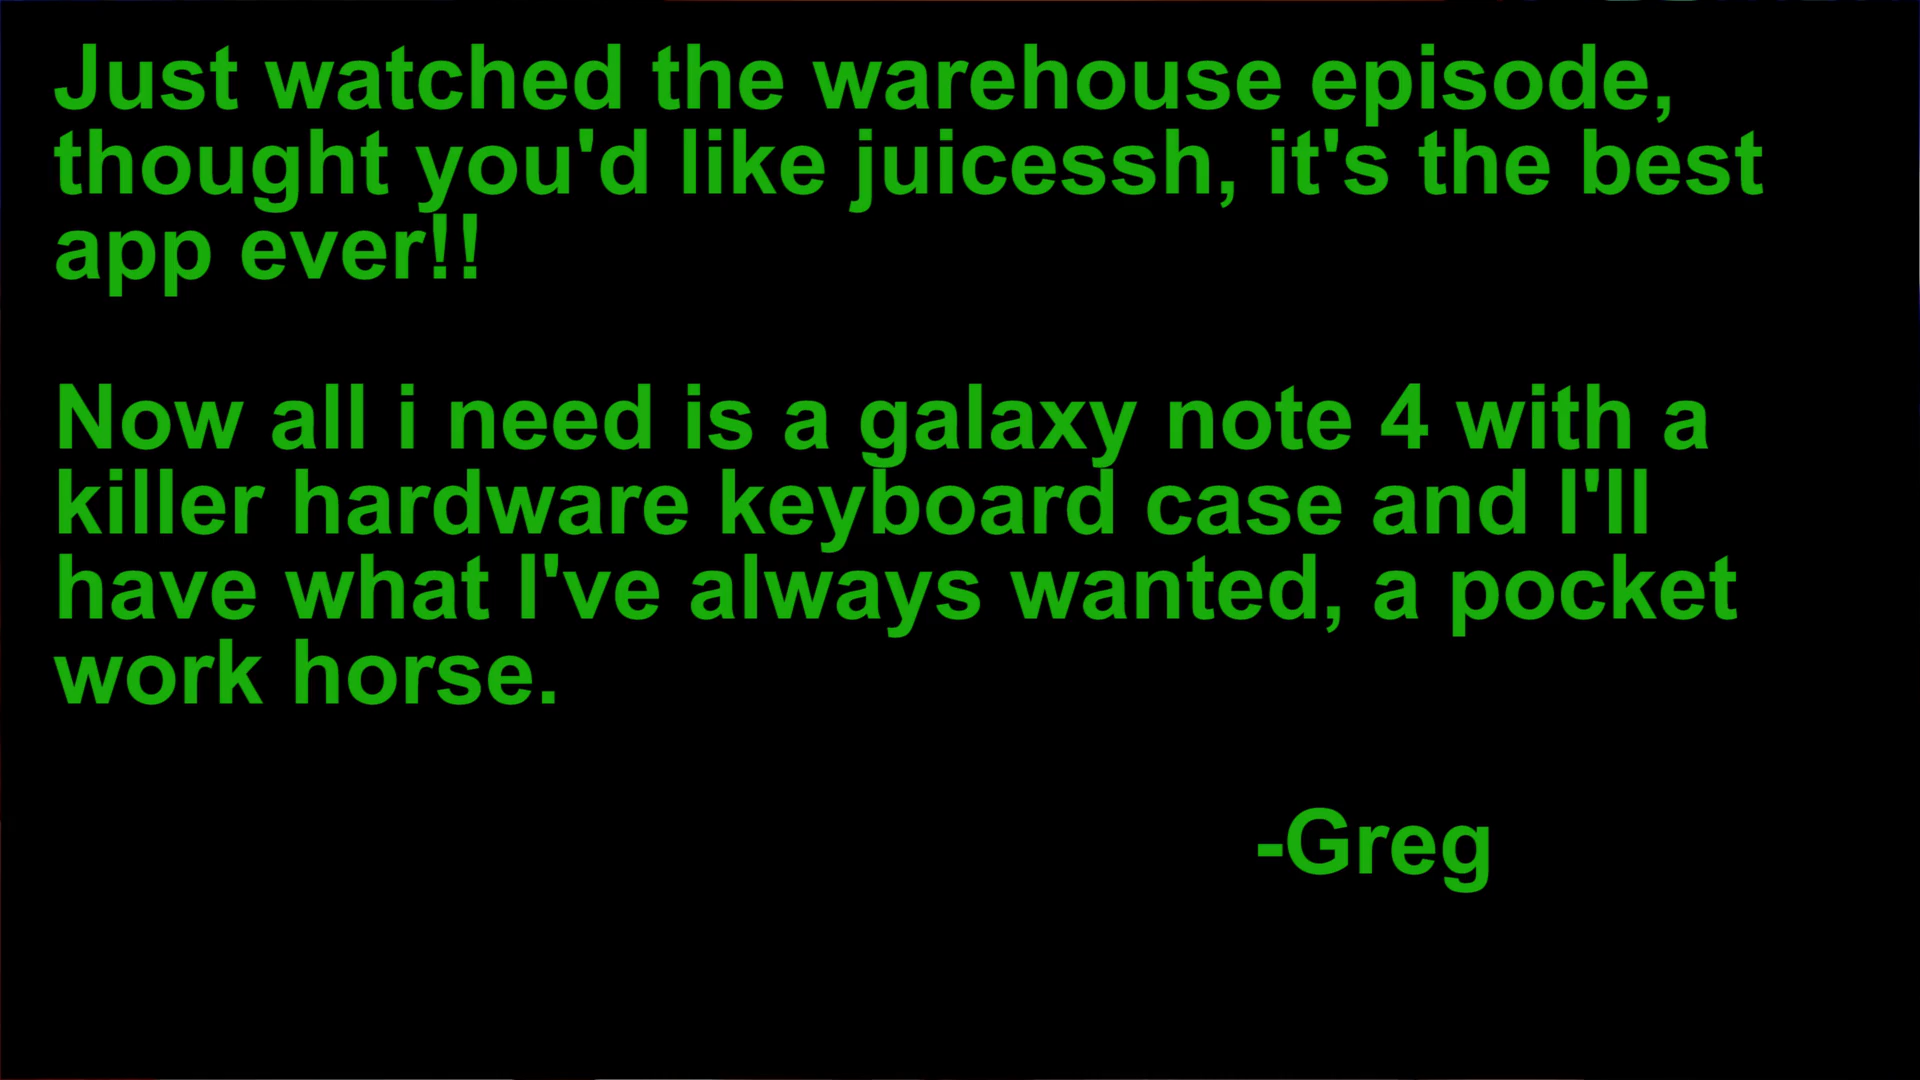 Just watched the warehouse episode,
thought you'd like juicessh, it's the best
app ever!!
Now all i need is a galaxy note 4 with a
killer hardware keyboard case and I'll
have what I've always wanted, a pocket
work horse.
-Greg